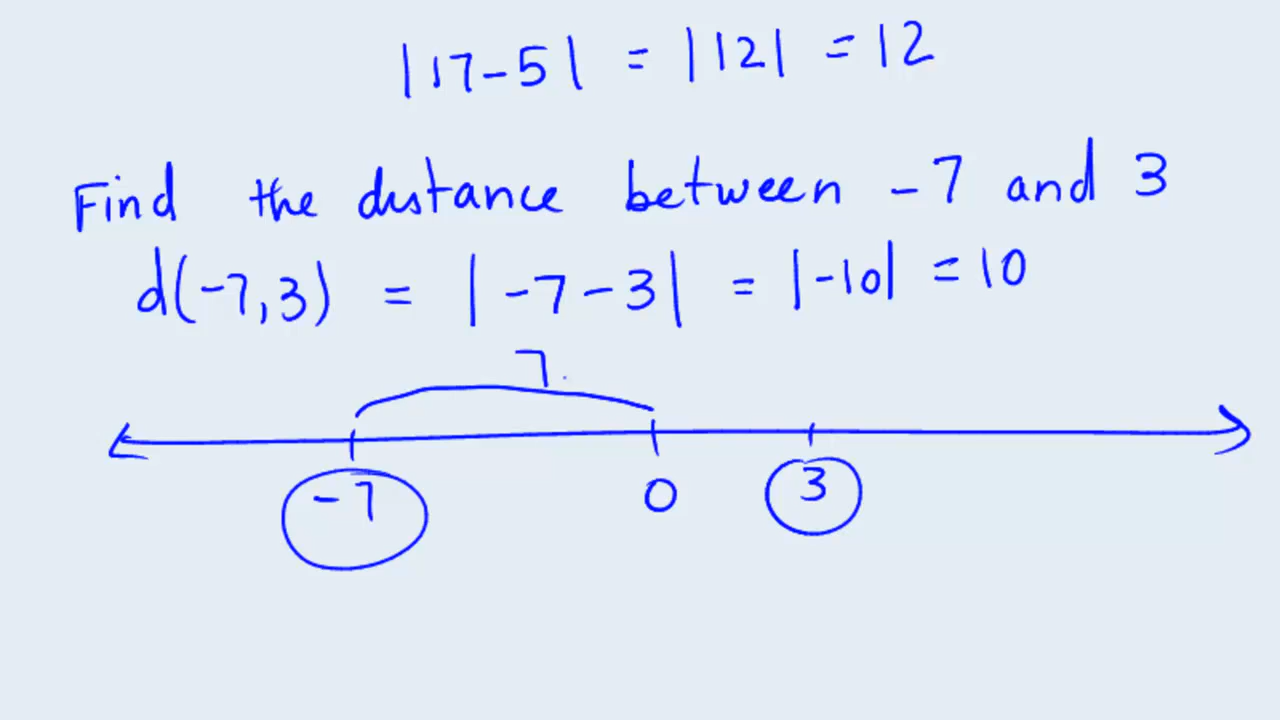 |17-5| = |12| = 12
Find the distance between -7 and 3
d(-7,3) = |-7-3| = |-10| = 10
7
-7 0 3